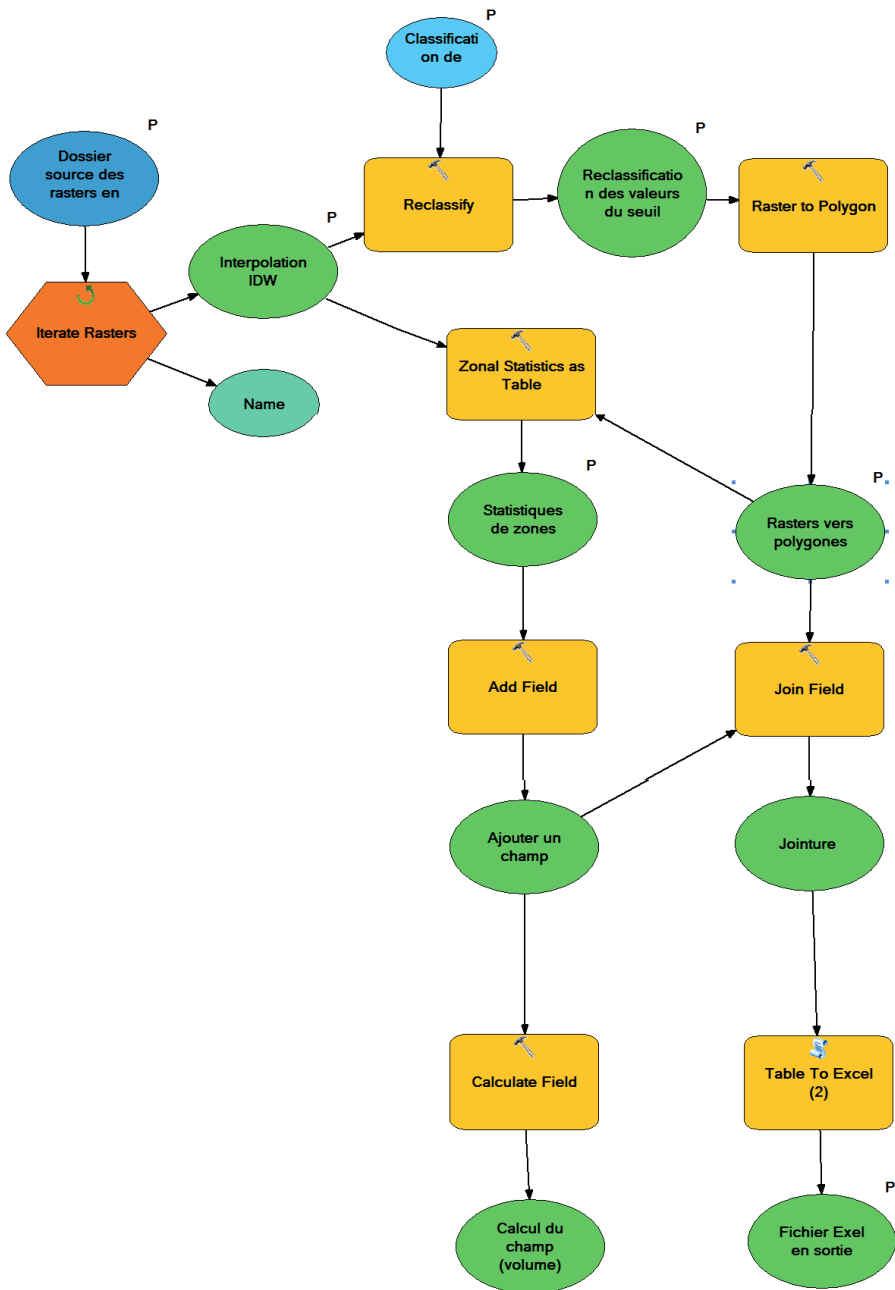 P
Classificati
on de
P
Dossier
source des
rasters en
P
Reclassify
P
Reclassificatio
n des valeurs
du seuil
Raster to Polygon
Interpolation
IDW
Iterate Rasters
Name
Zonal Statistics as
Table
P
Statistiques
de zones
P
Rasters vers
polygones
Add Field
Join Field
Ajouter un
champ
Jointure
Calculate Field
Table To Excel
(2)
Calcul du
champ
(volume)
P
Fichier Exel
en sortie